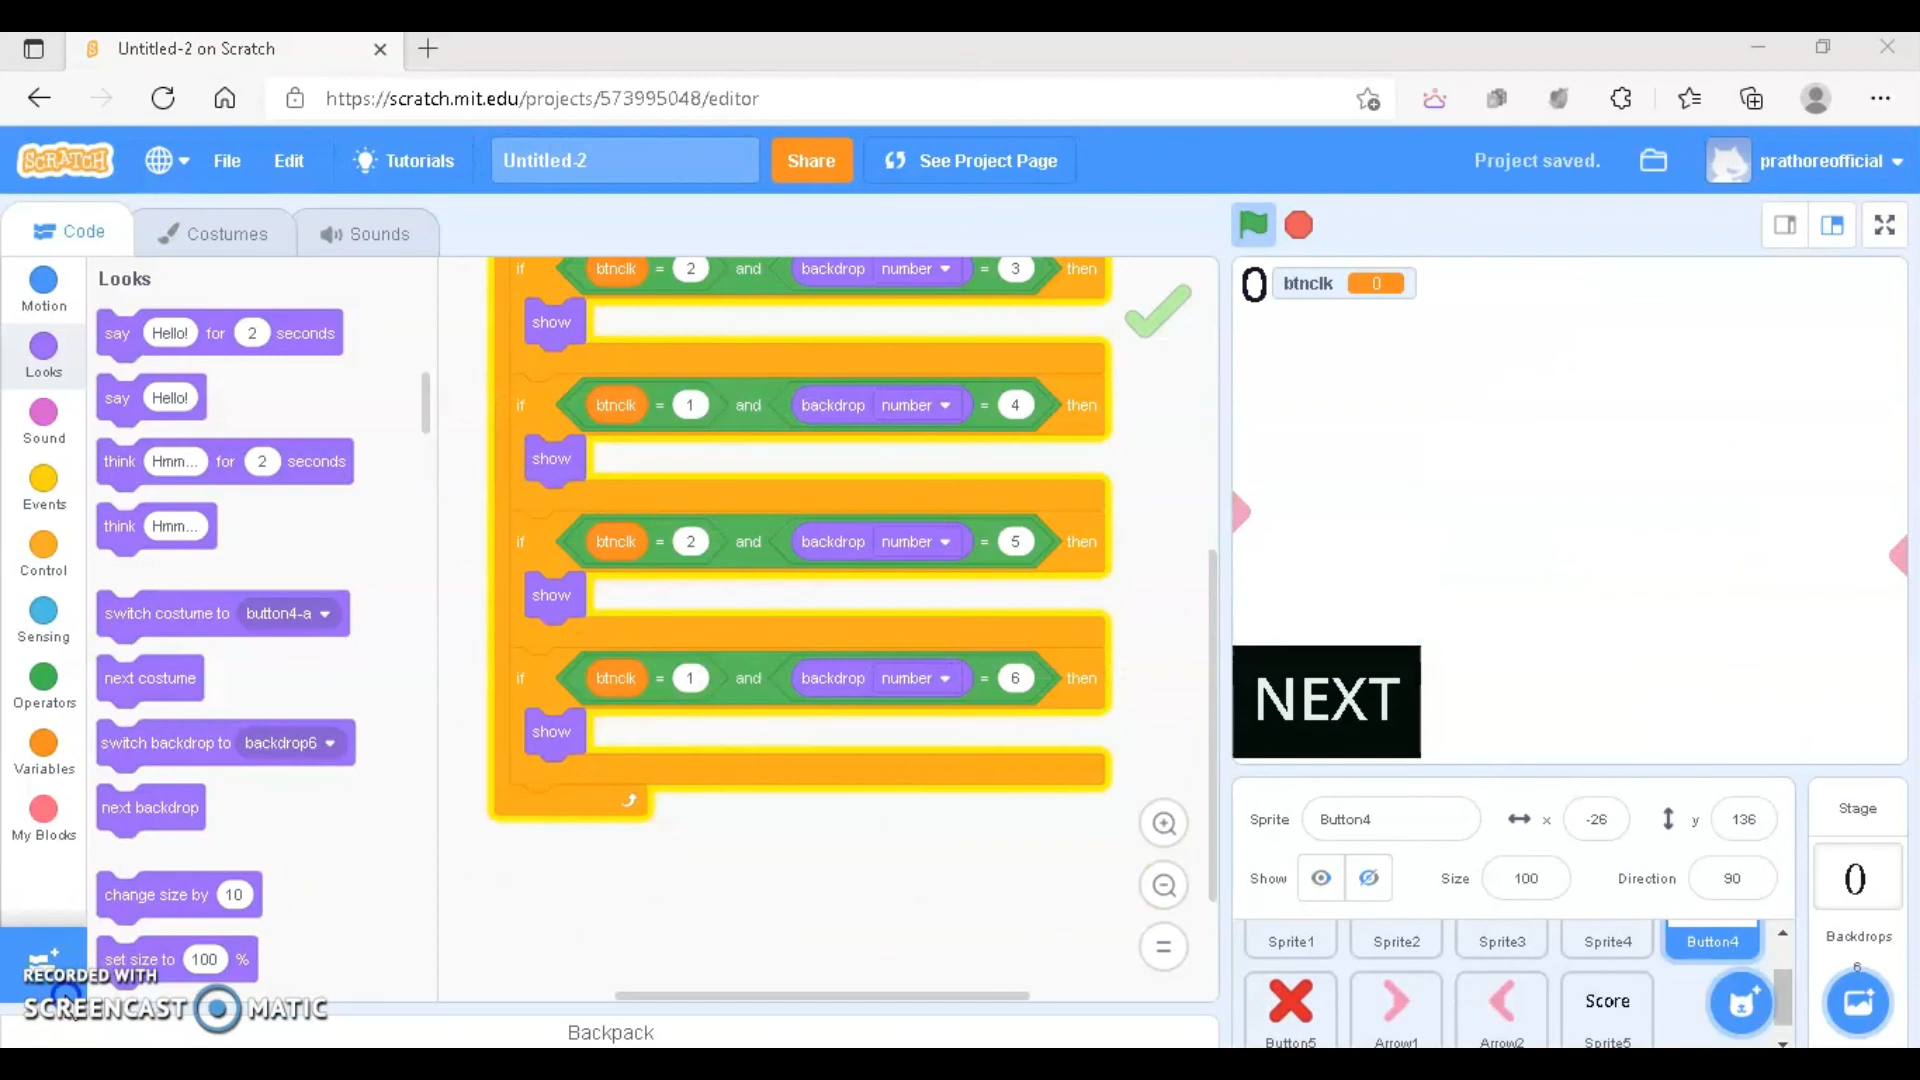 Untitled-2 on Scratch
https://scratch.mit.edu/projects/573995048/editor
SCRATCH
File
Edit
Tutorials
Untitled-2
Share
See Project Page
Project saved.
prathoreofficial
Code
Costumes
Sounds
Motion
Looks
Sound
Events
Control
Sensing
Operators
Variables
My Blocks
Looks
say Hello! for 2 seconds
say Hello!
think Hmm... for 2 seconds
think Hmm...
switch costume to button4-a
next costume
switch backdrop to backdrop6
next backdrop
change size by 10
set size to 100 %
if btnclk = 2 and backdrop number = 3 then
show
if btnclk = 1 and backdrop number = 4 then
show
if btnclk = 2 and backdrop number = 5 then
show
if btnclk = 1 and backdrop number = 6 then
show
Backpack
0 btnclk 0
NEXT
Sprite Button4 x -26 y 136
Show Size 100 Direction 90
Sprite1
Sprite2
Sprite3
Sprite4
Button4
Score
Button5
Arrow1
Arrow2
Sprite5
Stage
0
Backdrops
6
RECORDED WITH
SCREENCAST MATIC